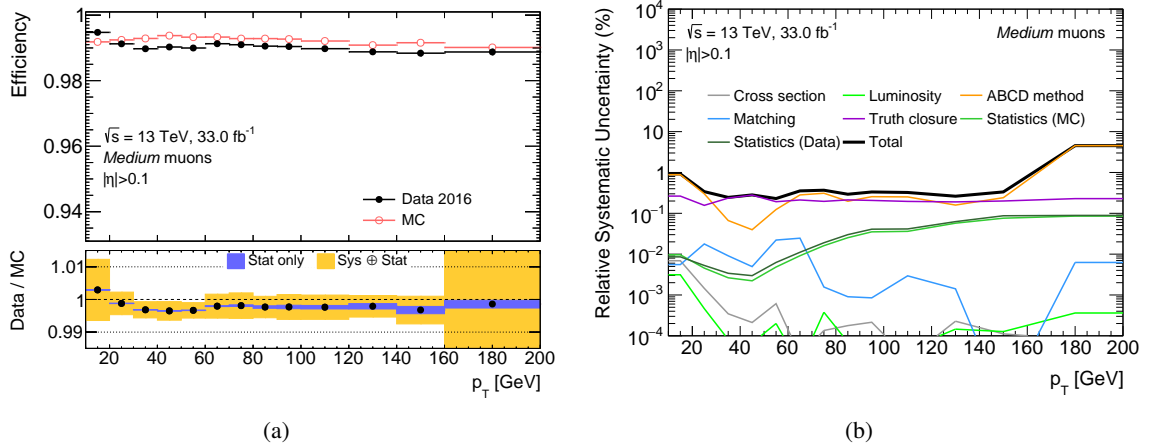 Efficiency
1
0.98
0.96
0.94
√s = 13 TeV, 33.0 fb⁻¹
Medium muons
|η|>0.1
Data 2016
MC
Data / MC
1.01
1
0.99
Stat only
Sys ⊕ Stat
20 40 60 80 100 120 140 160 180 200
p_T [GeV]
(a)
Relative Systematic Uncertainty (%)
10⁴
10³
10²
10
1
10⁻¹
10⁻²
10⁻³
10⁻⁴
√s = 13 TeV, 33.0 fb⁻¹
Medium muons
|η|>0.1
Cross section Luminosity ABCD method
Matching Truth closure Statistics (MC)
Statistics (Data) Total
20 40 60 80 100 120 140 160 180 200
p_T [GeV]
(b)